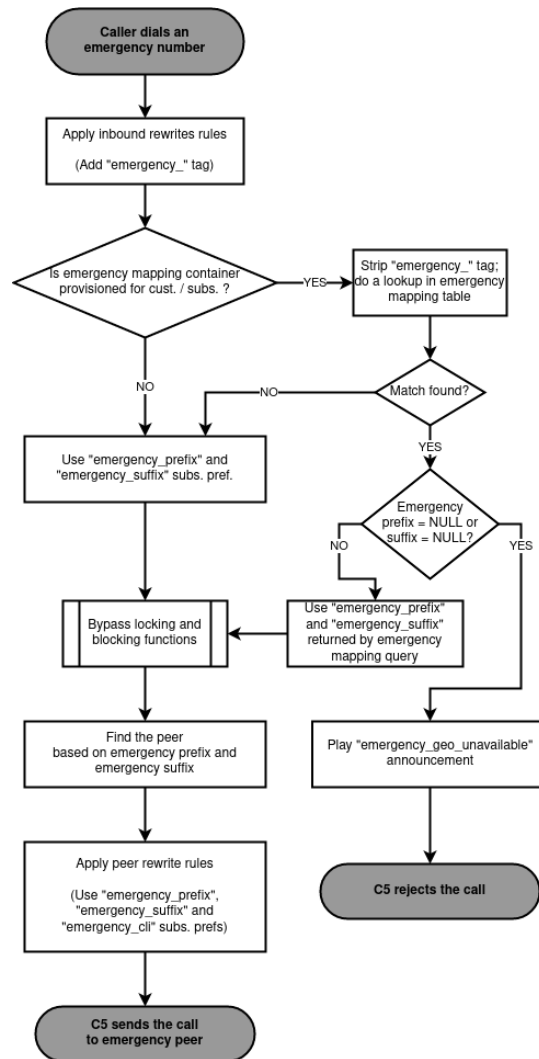 Caller dials an
emergency number
Apply inbound rewrites rules
(Add "emergency_" tag)
Is emergency mapping container
provisioned for cust. / subs. ?
YES
Strip "emergency_" tag;
do a lookup in emergency
mapping table
NO
Match found?
NO
YES
Use "emergency_prefix" and
"emergency_suffix" subs. pref.
Emergency
prefix = NULL or
suffix = NULL?
NO
YES
Bypass locking and
blocking functions
Use "emergency_prefix"
and "emergency_suffix"
returned by emergency
mapping query
Find the peer
based on emergency prefix and
emergency suffix
Play "emergency_geo_unavailable"
announcement
Apply peer rewrite rules
(Use "emergency_prefix",
"emergency_suffix" and
"emergency_cli" subs. prefs)
C5 rejects the call
C5 sends the call
to emergency peer